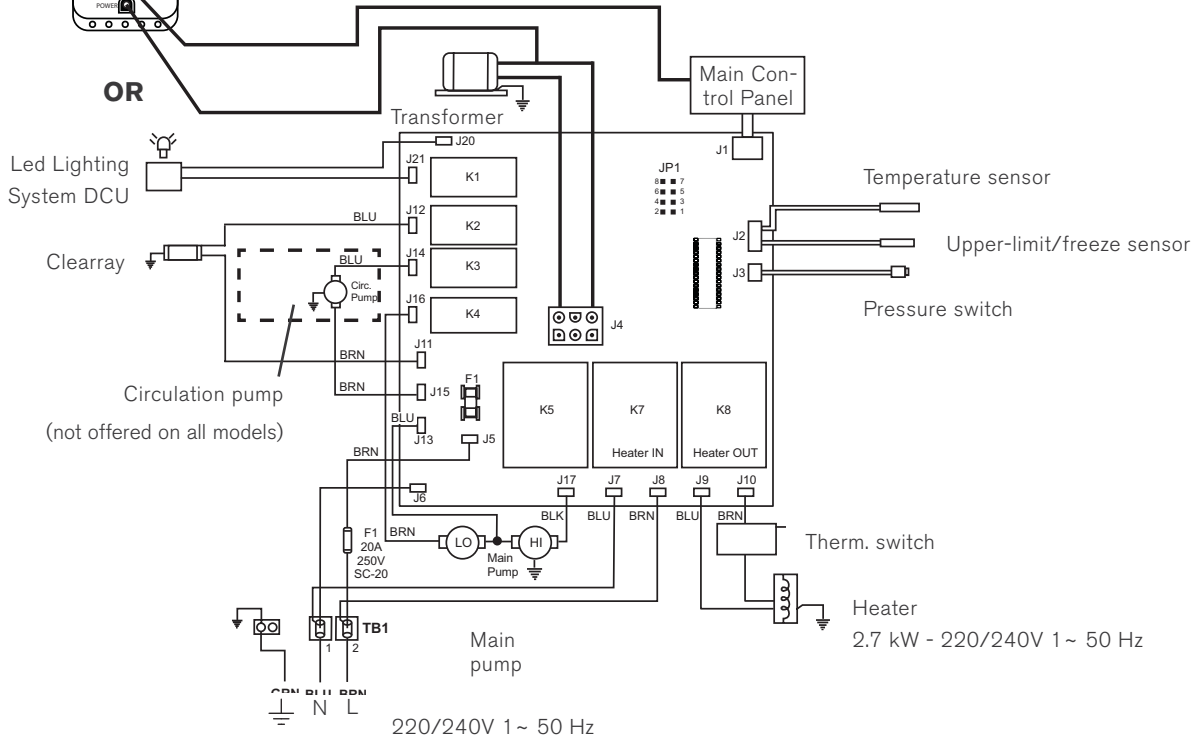 POWER
OR
Transformer
Main Con-
trol Panel
J20
J1
Led Lighting
System DCU
J21
K1
JP1
8 7
6 5
4 3
2 1
Temperature sensor
BLU
J12
K2
J2
Upper-limit/freeze sensor
Clearray
BLU
J14
K3
J3
Circ.
Pump
J16
K4
J4
Pressure switch
BRN
J11
Circulation pump
(not offered on all models)
BRN
J15
F1
K5
K7
K8
BLU
J13
J5
Heater IN
Heater OUT
BRN
J6
J17
J7
J8
J9
J10
BLK
BLU
BRN
BLU
BRN
F1
20A
250V
SC-20
BRN
LO
HI
Main
Pump
Therm. switch
Heater
2.7 kW - 220/240V 1~ 50 Hz
TB1
1
2
Main
pump
GRN BLU BRN
N L
220/240V 1~ 50 Hz